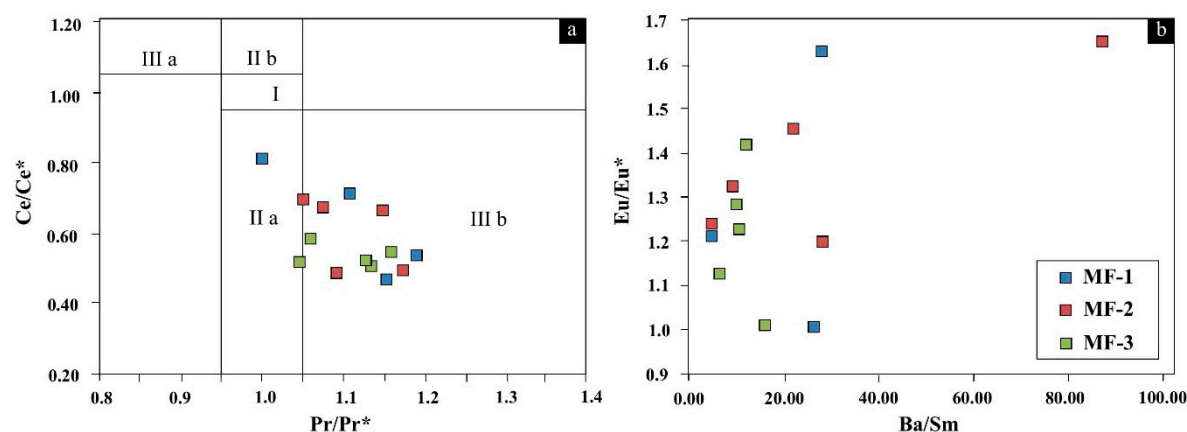 a
1.20
1.00
0.80
0.60
0.40
0.20
Ce/Ce*
III a
II b
I
II a
III b
0.8
0.9
1.0
1.1
1.2
1.3
1.4
Pr/Pr*
b
1.7
1.6
1.5
1.4
1.3
1.2
1.1
1.0
0.9
Eu/Eu*
MF-1
MF-2
MF-3
0.00
20.00
40.00
60.00
80.00
100.00
Ba/Sm